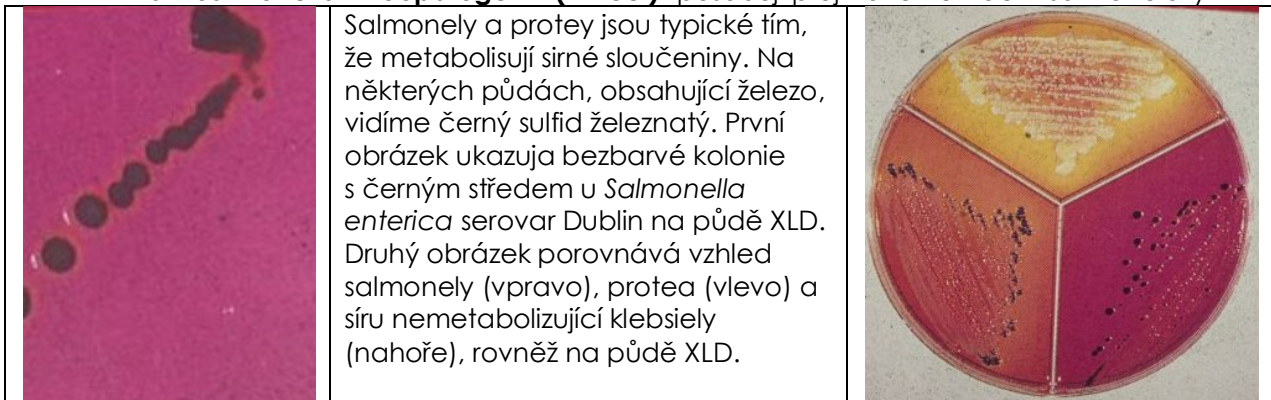 Salmonely a protey jsou typické tím,
že metabolisují sirné sloučeniny. Na
některých půdách, obsahující železo,
vidíme černý sulfid železnatý. První
obrázek ukazuja bezbarvé kolonie
s černým středem u Salmonella
enterica serovar Dublin na půdě XLD.
Druhý obrázek porovnává vzhled
salmonely (vpravo), protea (vlevo) a
síru nemetabolizující klebsiely
(nahoře), rovněž na půdě XLD.